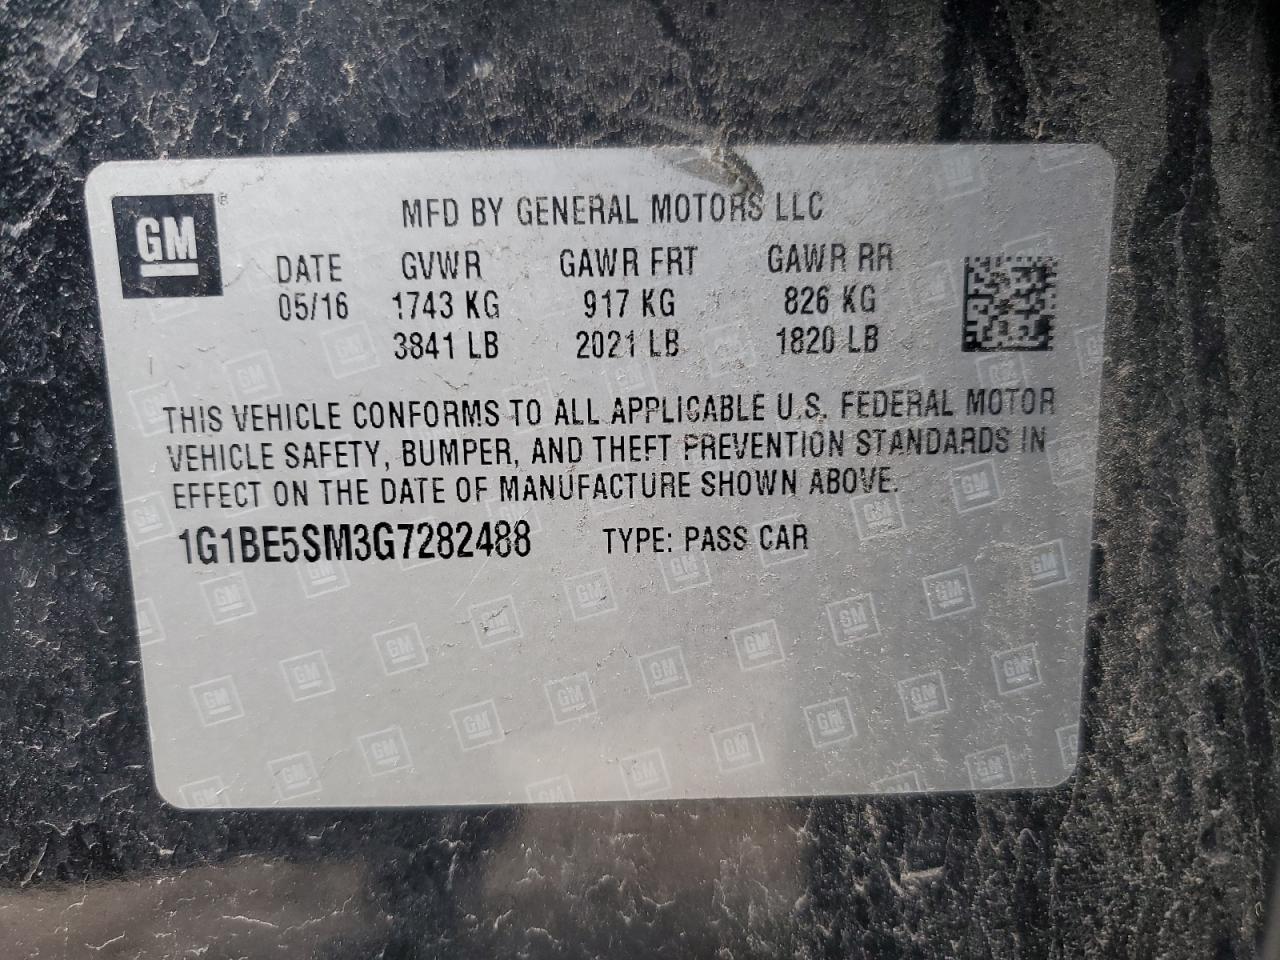 GM®
MFD BY GENERAL MOTORS LLC
DATE GVWR GAWR FRT GAWR RR
05/16 1743 KG 917 KG 826 KG
3841 LB 2021 LB 1820 LB
THIS VEHICLE CONFORMS TO ALL APPLICABLE U.S. FEDERAL MOTOR
VEHICLE SAFETY, BUMPER, AND THEFT PREVENTION STANDARDS IN
EFFECT ON THE DATE OF MANUFACTURE SHOWN ABOVE.
1G1BE5SM3G7282488 TYPE: PASS CAR